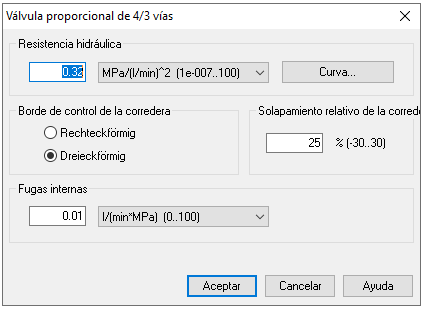 Válvula proporcional de 4/3 vías
Resistencia hidráulica
0.32 MPa/(l/min)^2 (1e-007..100) Curva...
Borde de control de la corredera
Rechteckförmig
Dreieckförmig
Solapamiento relativo de la correde
25 % (-30..30)
Fugas internas
0.01 l/(min*MPa) (0..100)
Aceptar Cancelar Ayuda